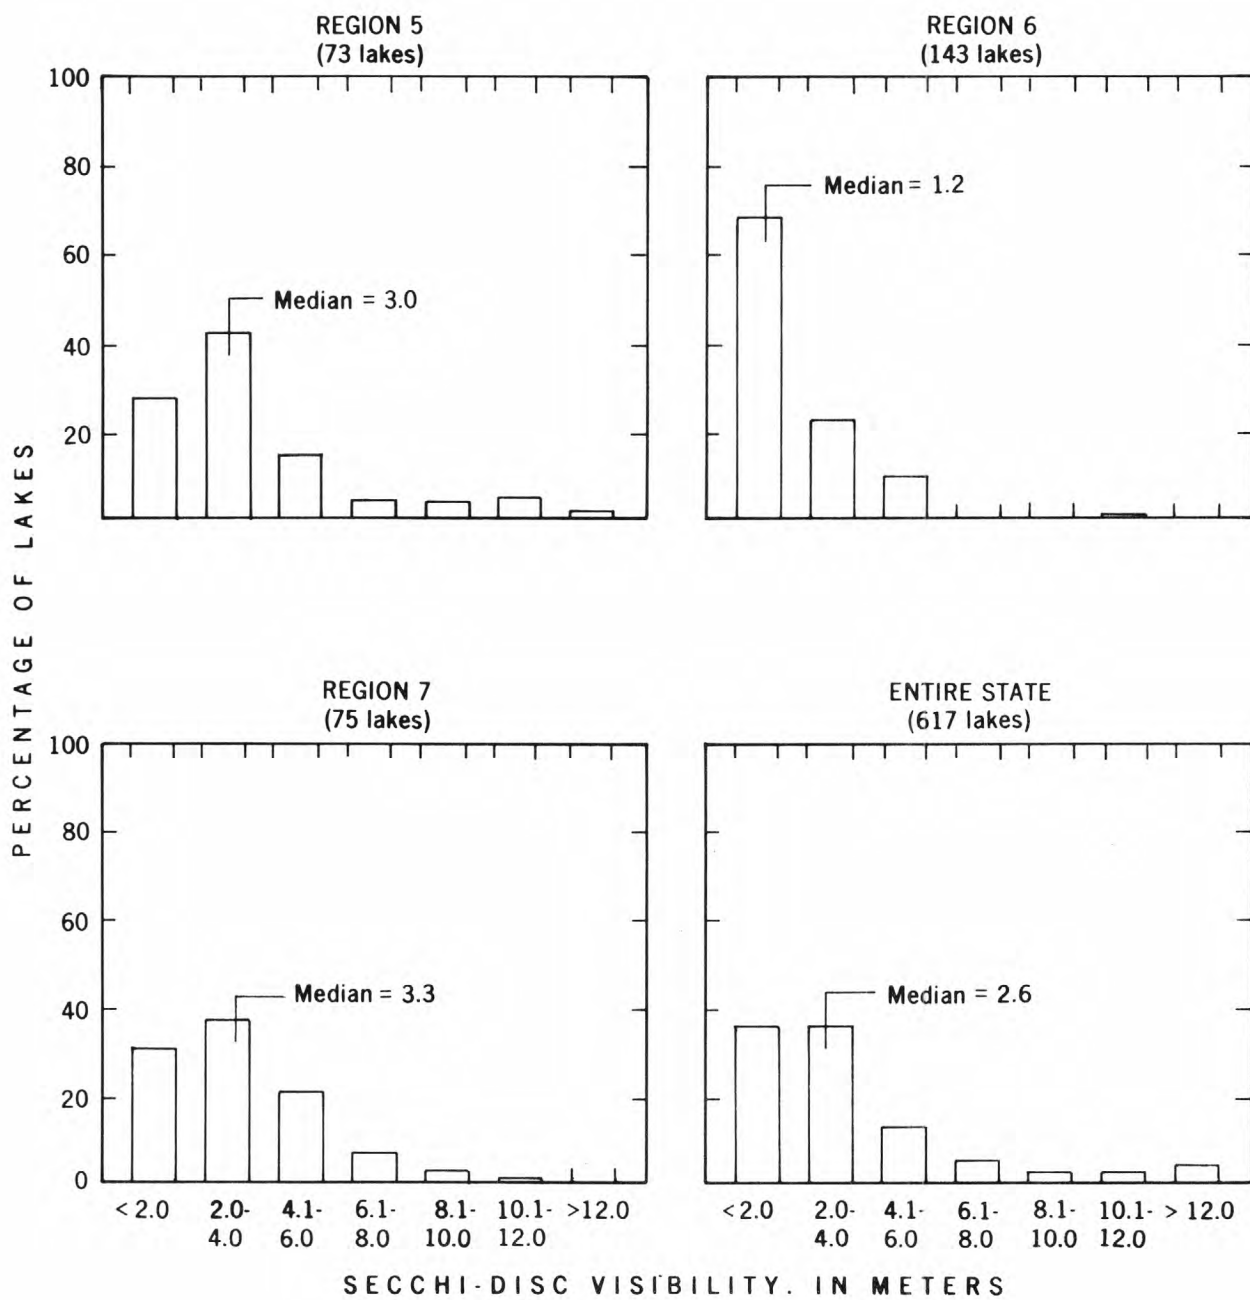 REGION 5
(73 lakes)
100
80
60
40
20
Median = 3.0
REGION 6
(143 lakes)
Median = 1.2
PERCENTAGE OF LAKES
REGION 7
(75 lakes)
100
80
60
40
20
0
Median = 3.3
<2.0 2.0- 4.1- 6.1- 8.1- 10.1- >12.0
4.0 6.0 8.0 10.0 12.0
ENTIRE STATE
(617 lakes)
Median = 2.6
<2.0 2.0- 4.1- 6.1- 8.1- 10.1- > 12.0
4.0 6.0 8.0 10.0 12.0
SECCHI-DISC VISIBILITY. IN METERS